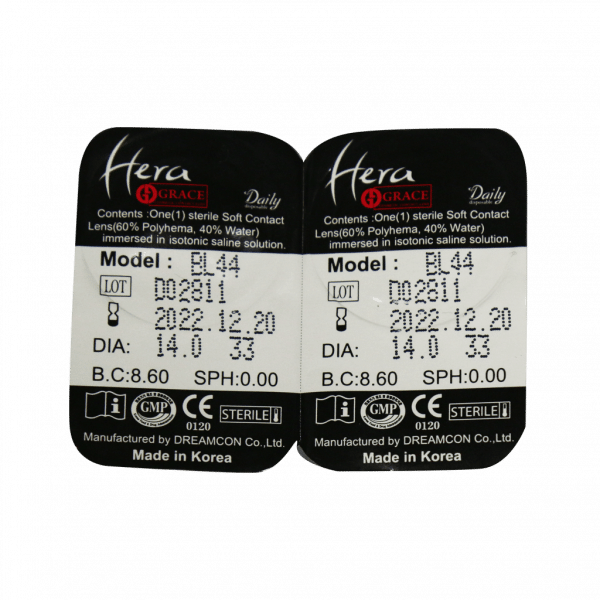 Hera
GRACE
Daily
disposable
Contents :One(1) sterile Soft Contact
Lens(60% Polyhema, 40% Water)
immersed in isotonic saline solution.
Model : BL44
LOT D02811
2022.12.20
DIA: 14.0 33
B.C:8.60 SPH:0.00
i GMP CE 0120 STERILE
Manufactured by DREAMCON Co.,Ltd.
Made in Korea
Hera
GRACE
Daily
disposable
Contents :One(1) sterile Soft Contact
Lens(60% Polyhema, 40% Water)
immersed in isotonic saline solution.
Model : BL44
LOT D02811
2022.12.20
DIA: 14.0 33
B.C:8.60 SPH:0.00
i GMP CE 0120 STERILE
Manufactured by DREAMCON Co.,Ltd.
Made in Korea